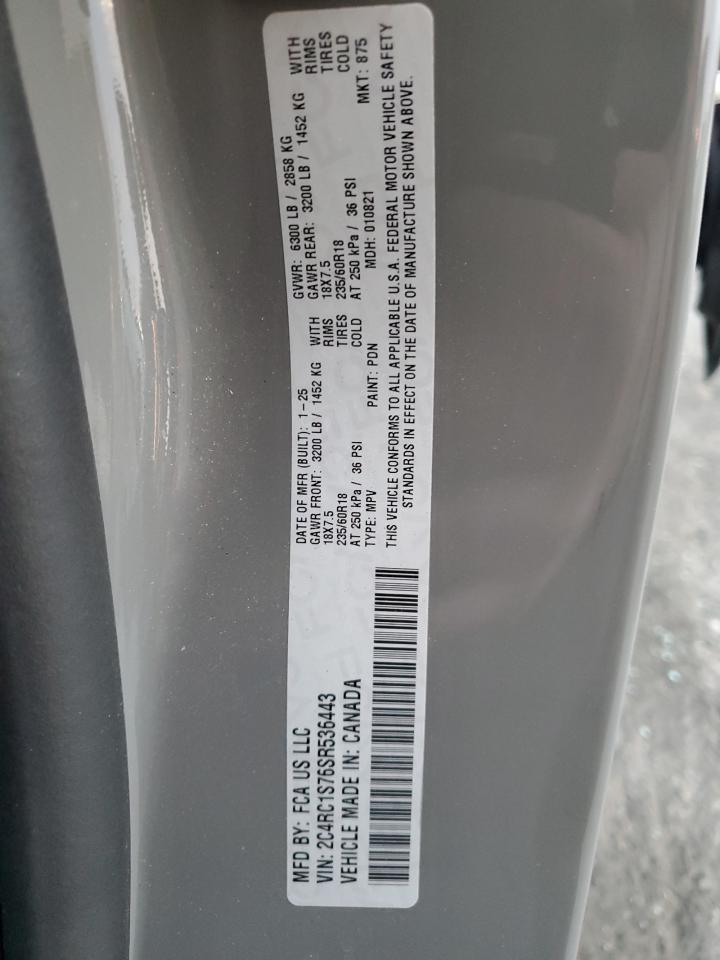 MFD BY: FCA US LLC
VIN: 2C4RC1S76SR536443
VEHICLE MADE IN: CANADA
DATE OF MFR (BUILT): 1-25 GVWR: 6300 LB / 2858 KG
GAWR FRONT: 3200 LB / 1452 KG WITH GAWR REAR: 3200 LB / 1452 KG WITH
18X7.5 RIMS 18X7.5 RIMS
235/60R18 TIRES 235/60R18 TIRES
AT 250 kPa / 36 PSI COLD AT 250 kPa / 36 PSI COLD
TYPE: MPV PAINT: PDN MDH: 010821 MKT: 875
THIS VEHICLE CONFORMS TO ALL APPLICABLE U.S.A. FEDERAL MOTOR VEHICLE SAFETY
STANDARDS IN EFFECT ON THE DATE OF MANUFACTURE SHOWN ABOVE.